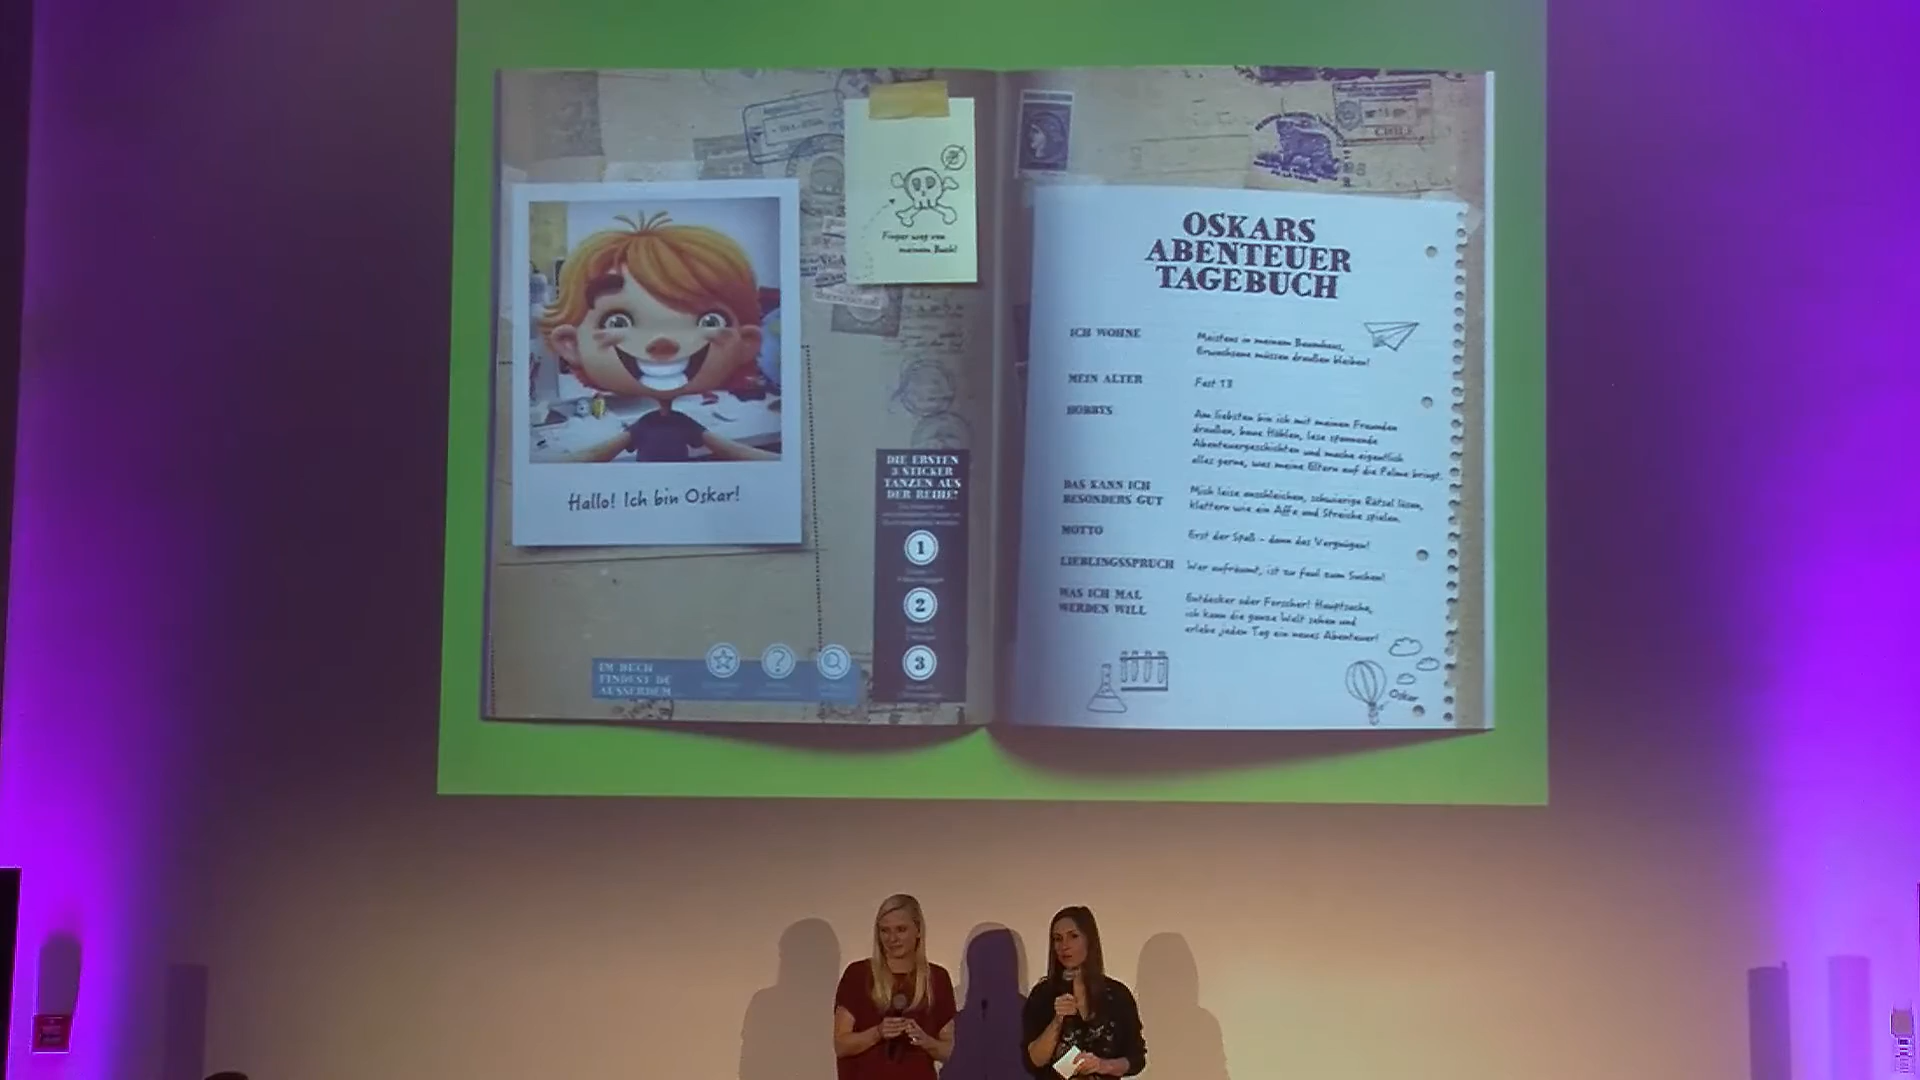 Finger weg von
meinem Buch!
Hallo! Ich bin Oskar!
DIE ERSTEN
3 STICKER
TANZEN AUS
DER REIHE!
1
2
3
IM BUCH
FINDEST DU
AUSSERDEM
CHILE
OSKARS
ABENTEUER
TAGEBUCH
ICH WOHNE
Meistens in meinem Baumhaus,
Erwachsene müssen draußen bleiben!
MEIN ALTER
Fast 13
HOBBYS
Am liebsten bin ich mit meinen Freunden
draußen, baue Höhlen, lese spannende
Abenteuergeschichten und mache eigentlich
alles gerne, was meine Eltern auf die Palme bringt.
DAS KANN ICH
BESONDERS GUT
Mich leise anschleichen, schwierige Rätsel lösen,
klettern wie ein Affe und Streiche spielen.
MOTTO
Erst der Spaß – dann das Vergnügen!
LIEBLINGSSPRUCH
Wer aufräumt, ist zu faul zum Suchen!
WAS ICH MAL
WERDEN WILL
Entdecker oder Forscher! Hauptsache,
ich kann die ganze Welt sehen und
erlebe jeden Tag ein neues Abenteuer!
Oskar